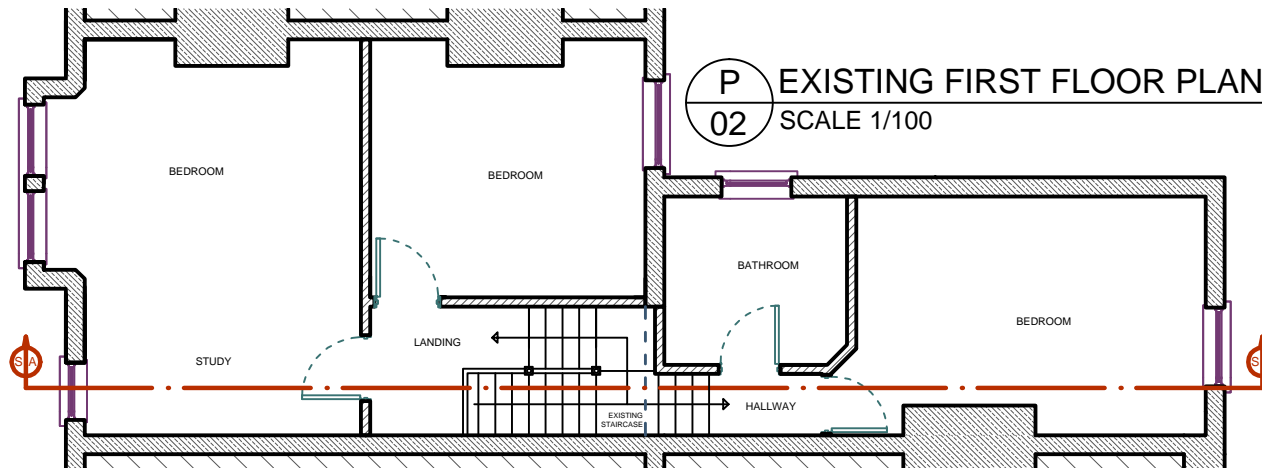 P
02
EXISTING FIRST FLOOR PLAN
SCALE 1/100
BEDROOM
BEDROOM
BATHROOM
BEDROOM
LANDING
STUDY
HALLWAY
EXISTING
STAIRCASE